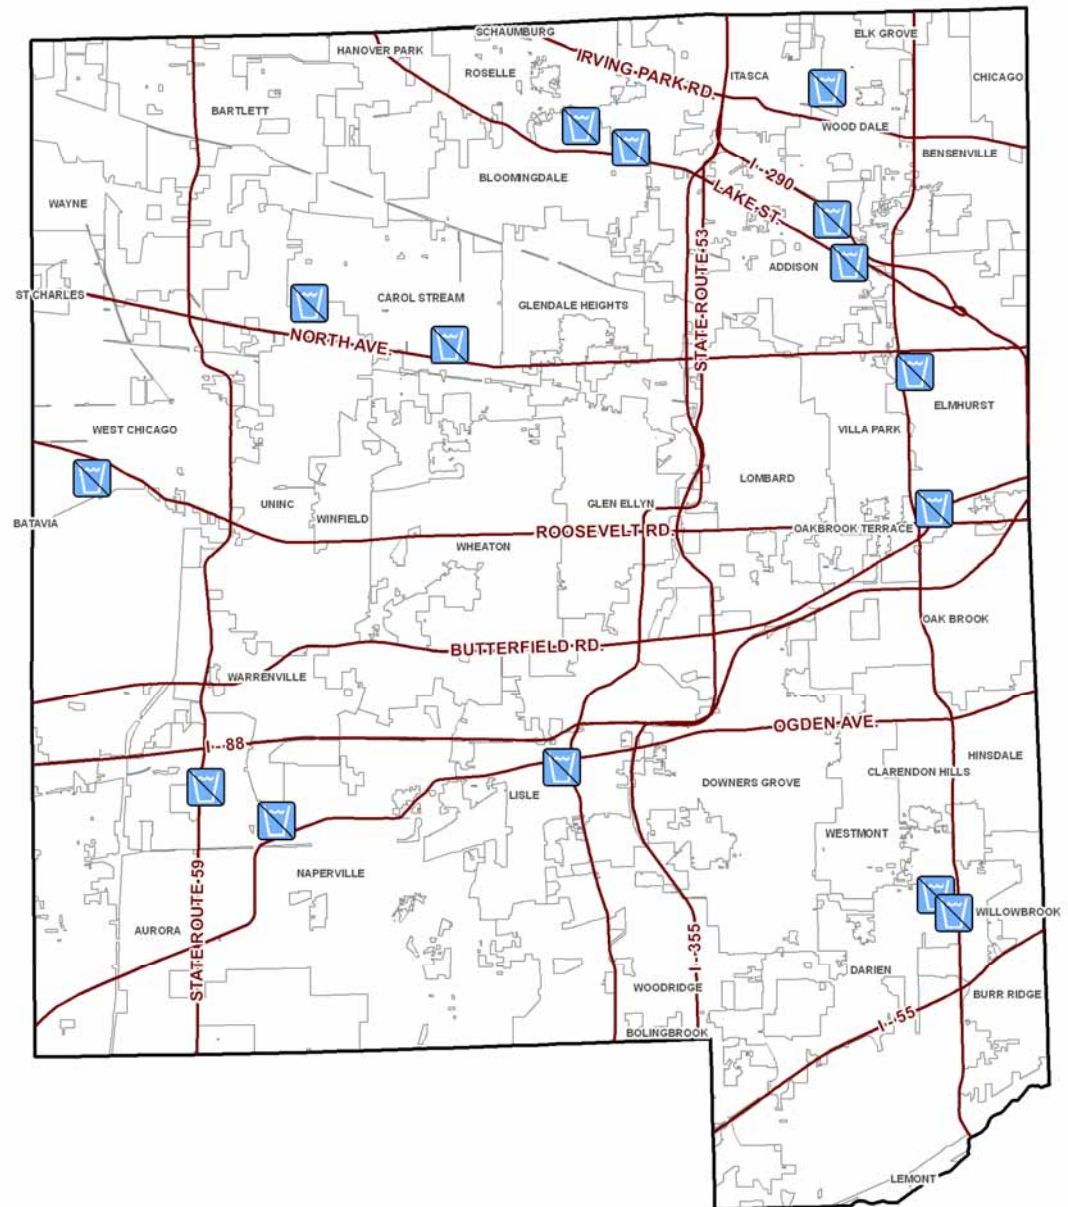 SCHAUMBURG
ELK GROVE
HANOVER PARK
IRVING PARK RD.
ROSELLE
ITASCA
CHICAGO
BARTLETT
WOOD DALE
BENSENVILLE
I--290
BLOOMINGDALE
LAKE ST.
WAYNE
STATE ROUTE 53
ADDISON
ST CHARLES
CAROL STREAM
GLENDALE HEIGHTS
NORTH AVE.
ELMHURST
WEST CHICAGO
VILLA PARK
LOMBARD
UNINC
GLEN ELLYN
WINFIELD
BATAVIA
ROOSEVELT RD.
OAKBROOK TERRACE
WHEATON
OAK BROOK
BUTTERFIELD RD.
WARRENVILLE
OGDEN AVE.
I--88
HINSDALE
CLARENDON HILLS
DOWNERS GROVE
LISLE
WESTMONT
NAPERVILLE
STATE ROUTE 59
WILLOWBROOK
AURORA
I--355
DARIEN
WOODRIDGE
BURR RIDGE
I--55
BOLINGBROOK
LEMONT